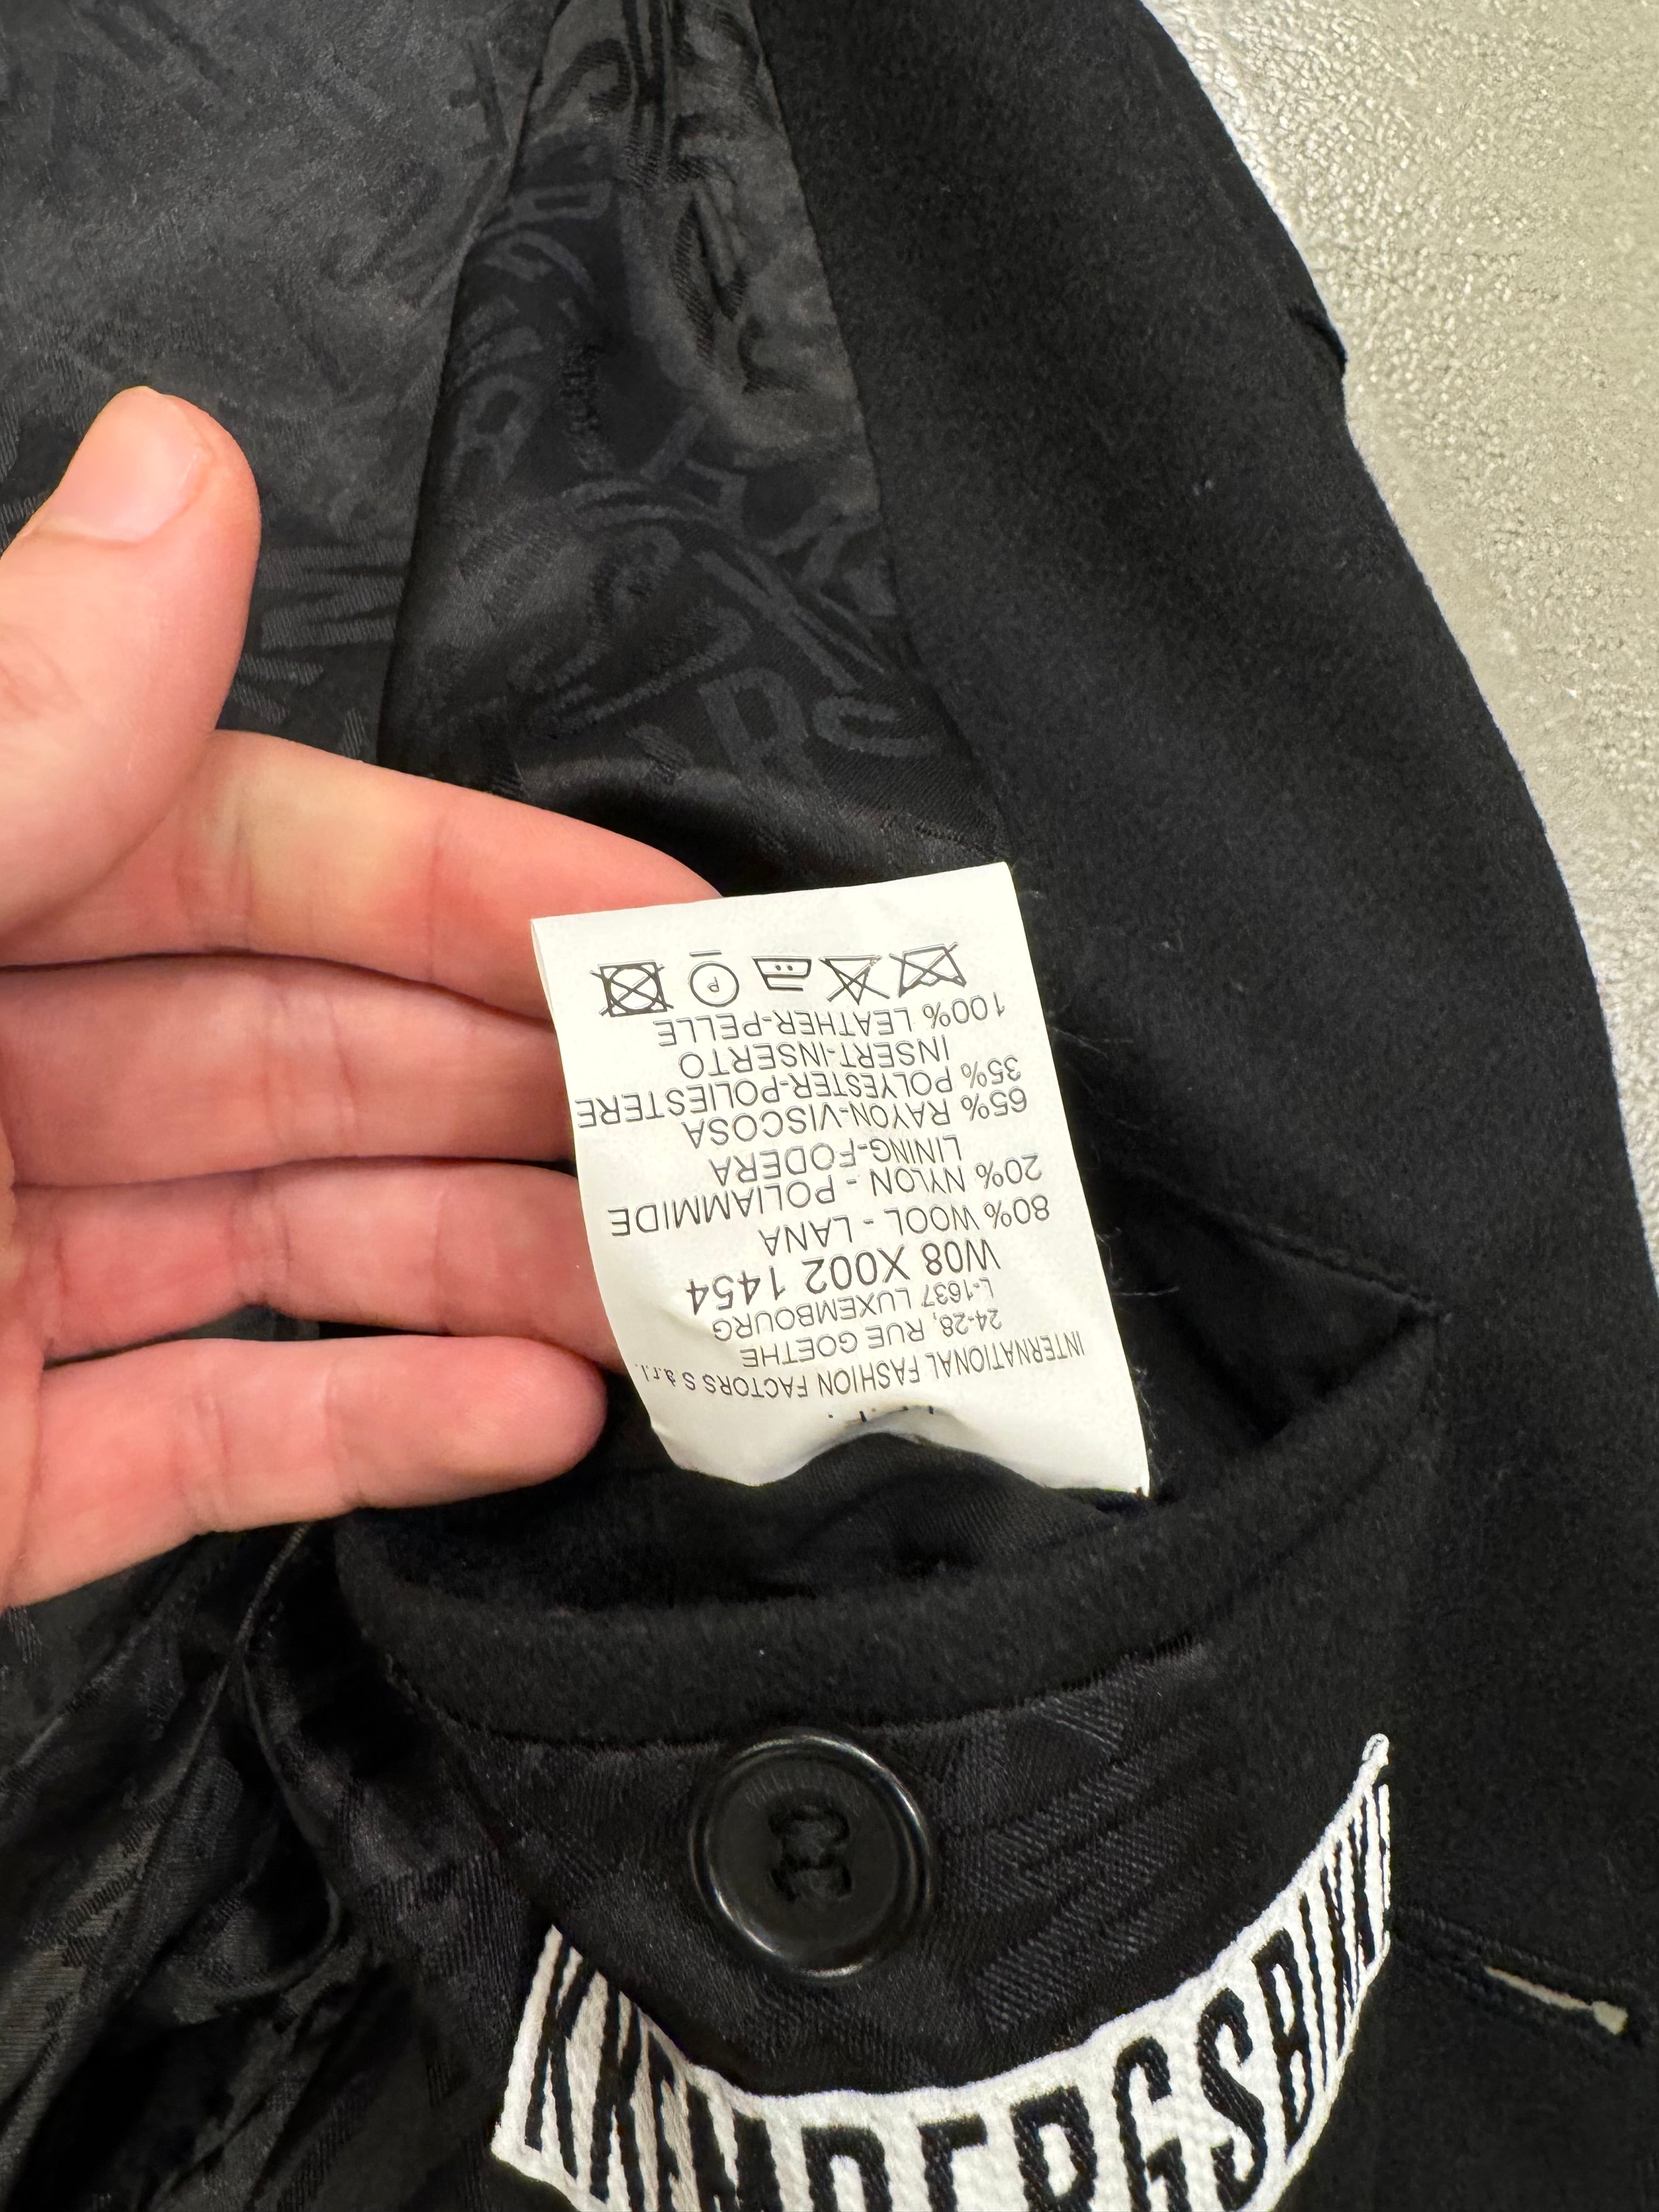 INTERNATIONAL FASHION FACTORS S.à.r.l.
24-28, RUE GOETHE
L-1637 LUXEMBOURG
W08 X002 1454
80% WOOL - LANA
20% NYLON - POLIAMMIDE
LINING-FODERA
65% RAYON-VISCOSA
35% POLYESTER-POLIESTERE
INSERT-INSERTO
100% LEATHER-PELLE
P